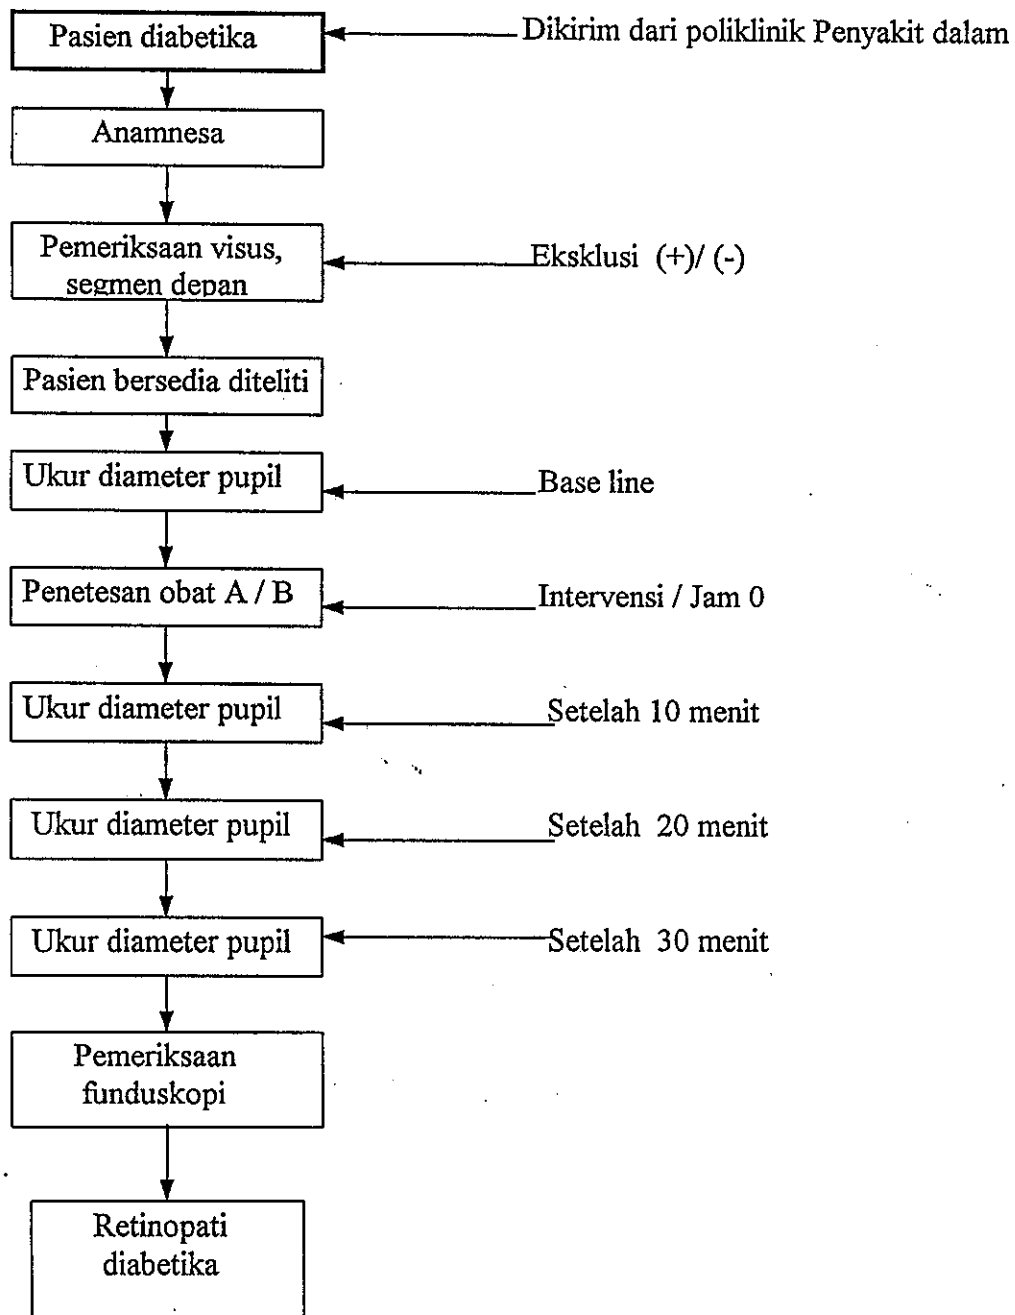 Pasien diabetika
Dikirim dari poliklinik Penyakit dalam
Anamnesa
Pemeriksaan visus,
segmen depan
Eksklusi (+)/ (-)
Pasien bersedia diteliti
Ukur diameter pupil
Base line
Penetesan obat A / B
Intervensi / Jam 0
Ukur diameter pupil
Setelah 10 menit
Ukur diameter pupil
Setelah 20 menit
Ukur diameter pupil
Setelah 30 menit
Pemeriksaan
funduskopi
Retinopati
diabetika